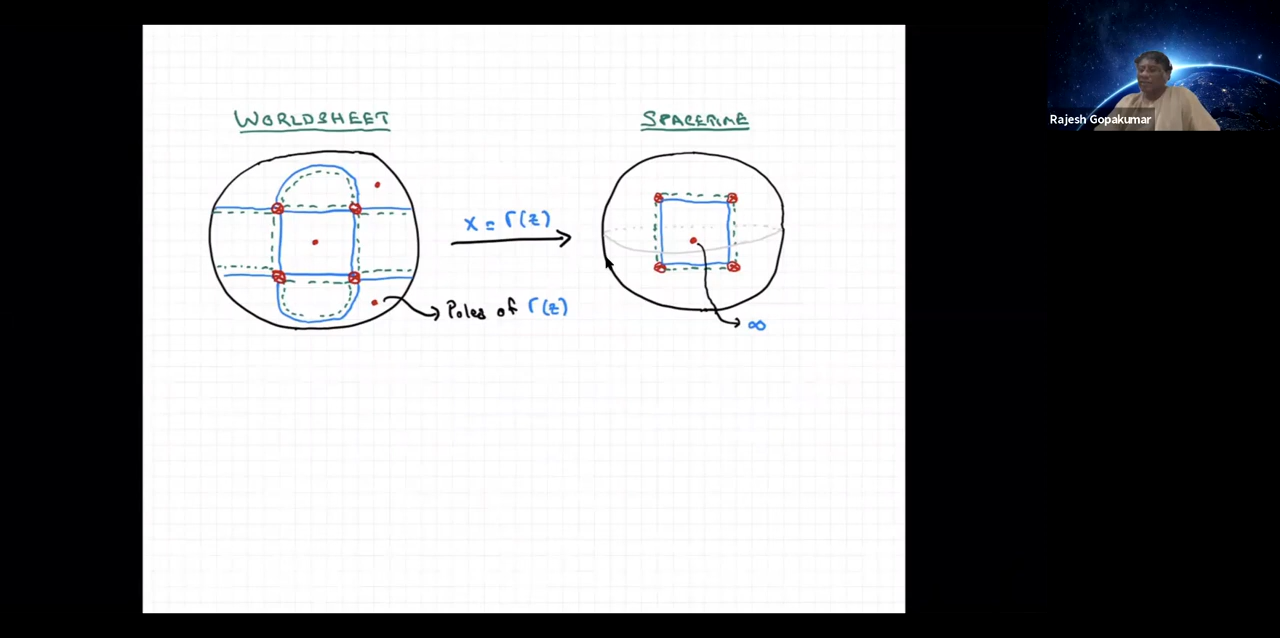 WORLDSHEET
SPACETIME
X = Γ(z)
Poles of Γ(z)
∞
Rajesh Gopakumar